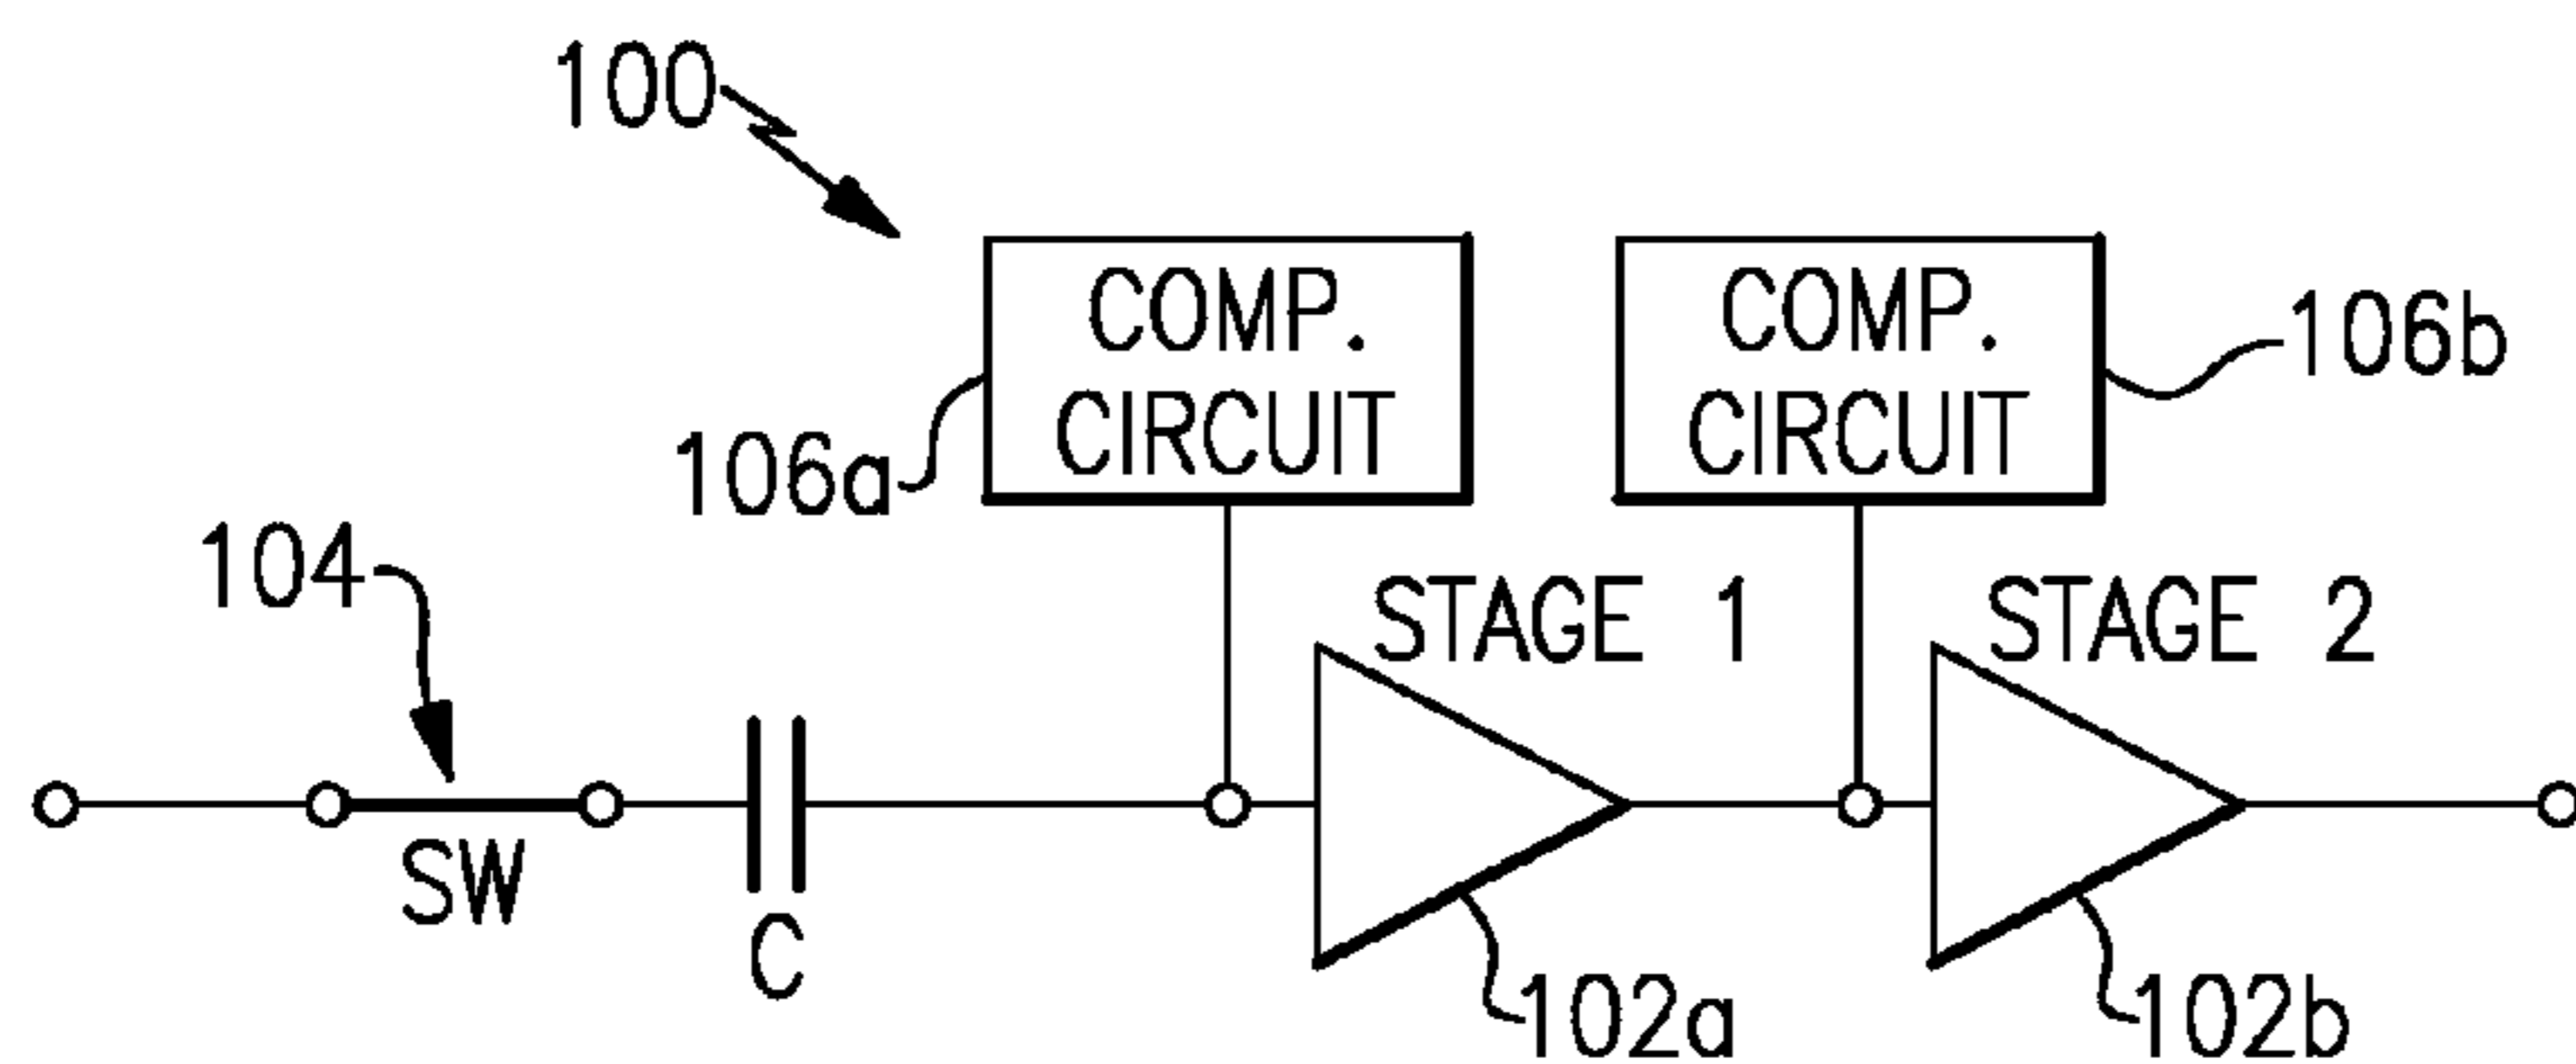 100
COMP.
CIRCUIT
COMP.
CIRCUIT
106b
106a
104
STAGE 1
STAGE 2
SW
C
102a
102b